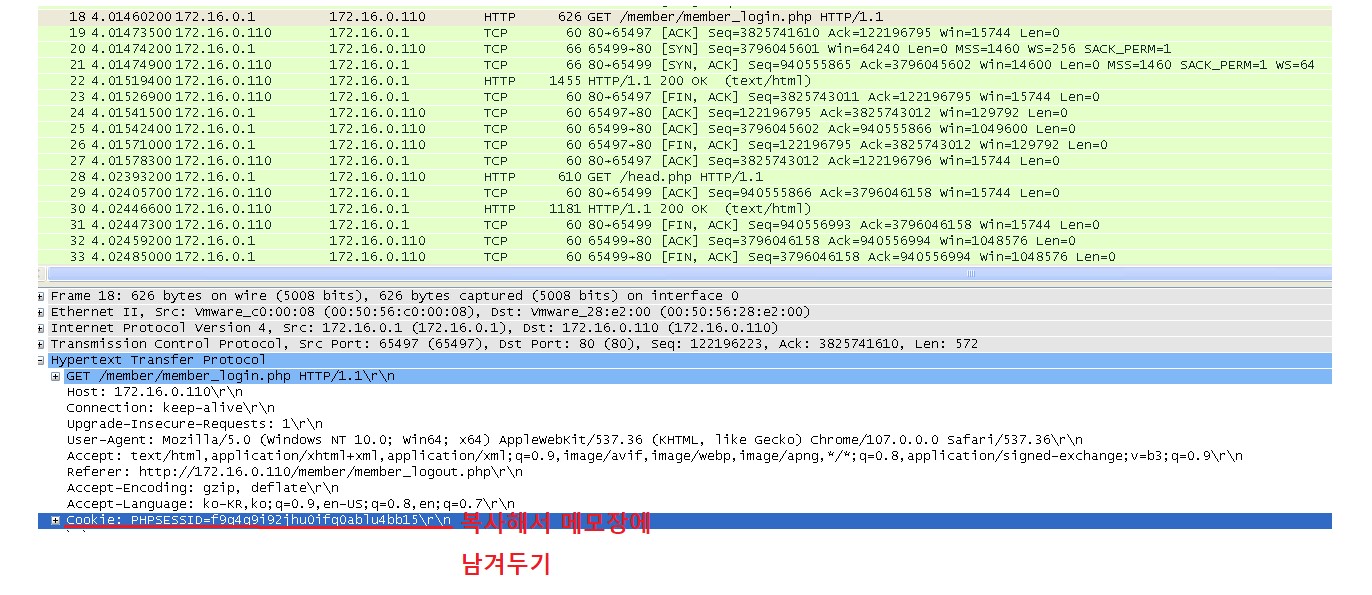 18 4.01460200 172.16.0.1 172.16.0.110 HTTP 626 GET /member/member_login.php HTTP/1.1
19 4.01473500 172.16.0.110 172.16.0.1 TCP 60 80→65497 [ACK] Seq=3825741610 Ack=122196795 Win=15744 Len=0
20 4.01474200 172.16.0.1 172.16.0.110 TCP 66 65499→80 [SYN] Seq=3796045601 Win=64240 Len=0 MSS=1460 WS=256 SACK_PERM=1
21 4.01474900 172.16.0.110 172.16.0.1 TCP 66 80→65499 [SYN, ACK] Seq=940555865 Ack=3796045602 Win=14600 Len=0 MSS=1460 SACK_PERM=1 WS=64
22 4.01519400 172.16.0.110 172.16.0.1 HTTP 1455 HTTP/1.1 200 OK (text/html)
23 4.01526900 172.16.0.110 172.16.0.1 TCP 60 80→65497 [FIN, ACK] Seq=3825743011 Ack=122196795 Win=15744 Len=0
24 4.01541500 172.16.0.1 172.16.0.110 TCP 60 65497→80 [ACK] Seq=122196795 Ack=3825743012 Win=129792 Len=0
25 4.01542400 172.16.0.1 172.16.0.110 TCP 60 65499→80 [ACK] Seq=3796045602 Ack=940555866 Win=1049600 Len=0
26 4.01571000 172.16.0.1 172.16.0.110 TCP 60 65497→80 [FIN, ACK] Seq=122196795 Ack=3825743012 Win=129792 Len=0
27 4.01578300 172.16.0.110 172.16.0.1 TCP 60 80→65497 [ACK] Seq=3825743012 Ack=122196796 Win=15744 Len=0
28 4.02393200 172.16.0.1 172.16.0.110 HTTP 610 GET /head.php HTTP/1.1
29 4.02405700 172.16.0.110 172.16.0.1 TCP 60 80→65499 [ACK] Seq=940555866 Ack=3796046158 Win=15744 Len=0
30 4.02446600 172.16.0.110 172.16.0.1 HTTP 1181 HTTP/1.1 200 OK (text/html)
31 4.02447300 172.16.0.110 172.16.0.1 TCP 60 80→65499 [FIN, ACK] Seq=940556993 Ack=3796046158 Win=15744 Len=0
32 4.02459200 172.16.0.1 172.16.0.110 TCP 60 65499→80 [ACK] Seq=3796046158 Ack=940556994 Win=1048576 Len=0
33 4.02485000 172.16.0.1 172.16.0.110 TCP 60 65499→80 [FIN, ACK] Seq=3796046158 Ack=940556994 Win=1048576 Len=0
Frame 18: 626 bytes on wire (5008 bits), 626 bytes captured (5008 bits) on interface 0
Ethernet II, Src: Vmware_c0:00:08 (00:50:56:c0:00:08), Dst: Vmware_28:e2:00 (00:50:56:28:e2:00)
Internet Protocol Version 4, Src: 172.16.0.1 (172.16.0.1), Dst: 172.16.0.110 (172.16.0.110)
Transmission Control Protocol, Src Port: 65497 (65497), Dst Port: 80 (80), Seq: 122196223, Ack: 3825741610, Len: 572
Hypertext Transfer Protocol
GET /member/member_login.php HTTP/1.1\r\n
Host: 172.16.0.110\r\n
Connection: keep-alive\r\n
Upgrade-Insecure-Requests: 1\r\n
User-Agent: Mozilla/5.0 (Windows NT 10.0; Win64; x64) AppleWebKit/537.36 (KHTML, like Gecko) Chrome/107.0.0.0 Safari/537.36\r\n
Accept: text/html,application/xhtml+xml,application/xml;q=0.9,image/avif,image/webp,image/apng,*/*;q=0.8,application/signed-exchange;v=b3;q=0.9\r\n
Referer: http://172.16.0.110/member/member_logout.php\r\n
Accept-Encoding: gzip, deflate\r\n
Accept-Language: ko-KR,ko;q=0.9,en-US;q=0.8,en;q=0.7\r\n
Cookie: 복사해서 메모장에
남겨두기